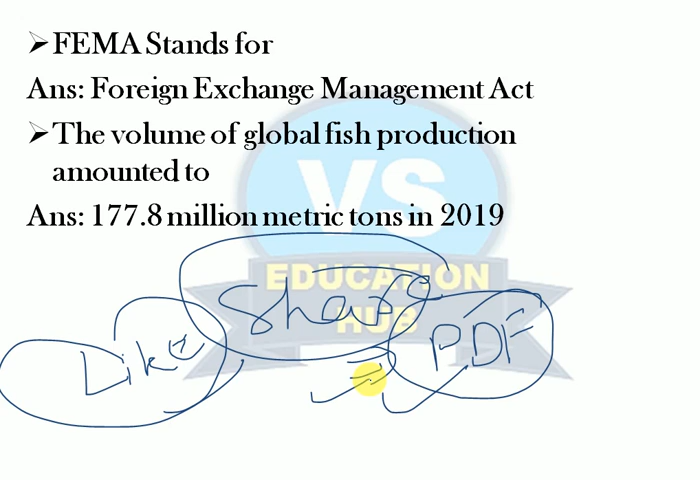 ➢FEMA Stands for
Ans: Foreign Exchange Management Act
➢The volume of global fish production
amounted to
Ans: 177.8 million metric tons in 2019
VS
EDUCATION
HUB
Share
Like
PDF